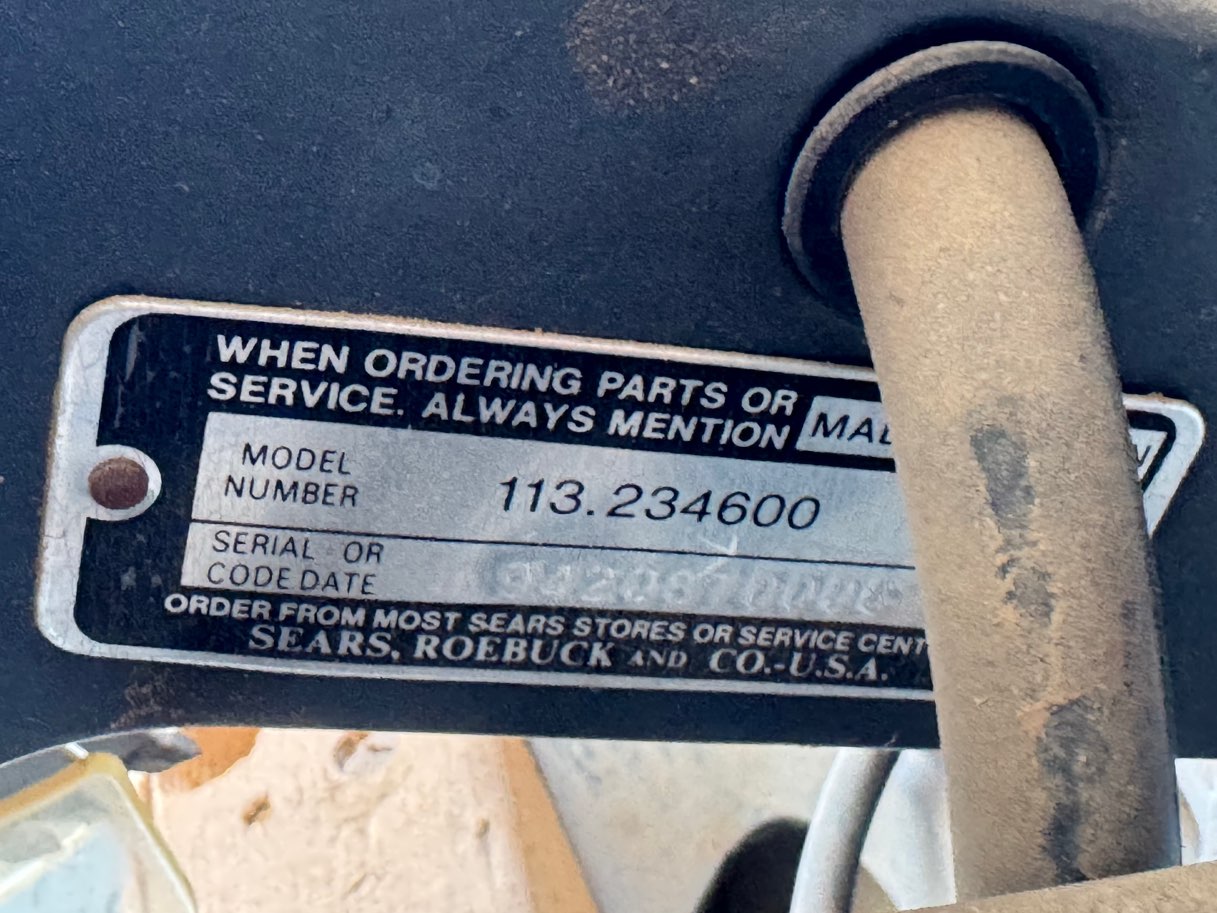 WHEN ORDERING PARTS OR
SERVICE. ALWAYS MENTION
MODEL
NUMBER 113.234600
SERIAL OR
CODE DATE
ORDER FROM MOST SEARS STORES OR SERVICE
SEARS, ROEBUCK AND CO.-U.S.A.